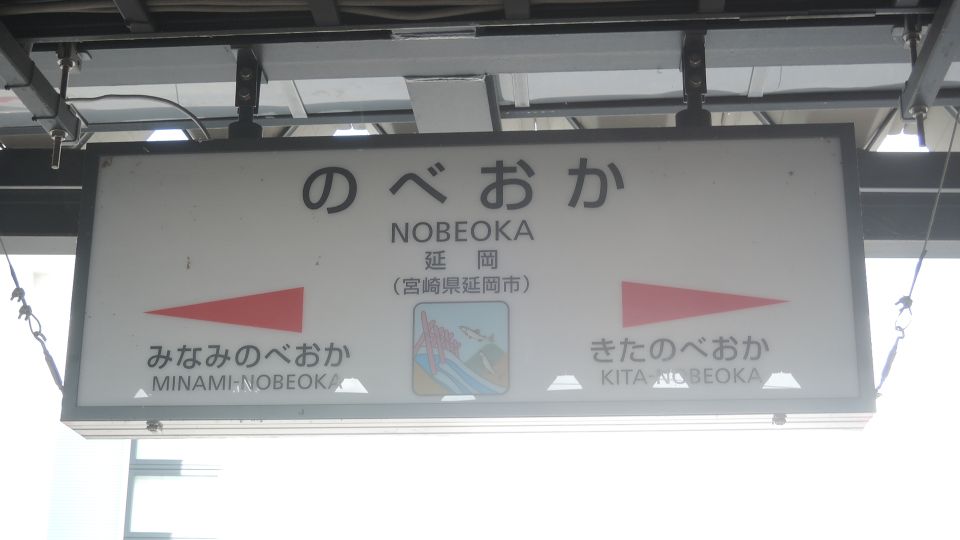 のべおか
NOBEOKA
延岡
(宮崎県延岡市)
みなみのべおか
MINAMI-NOBEOKA
きたのべおか
KITA-NOBEOKA